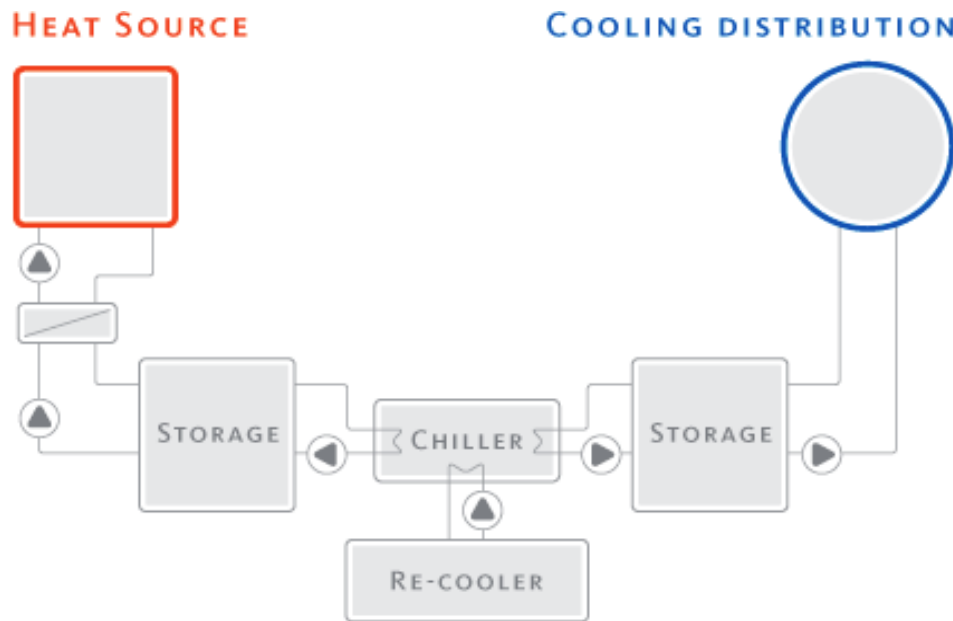 Heat Source
Cooling distribution
Storage
Chiller
Storage
Re-cooler